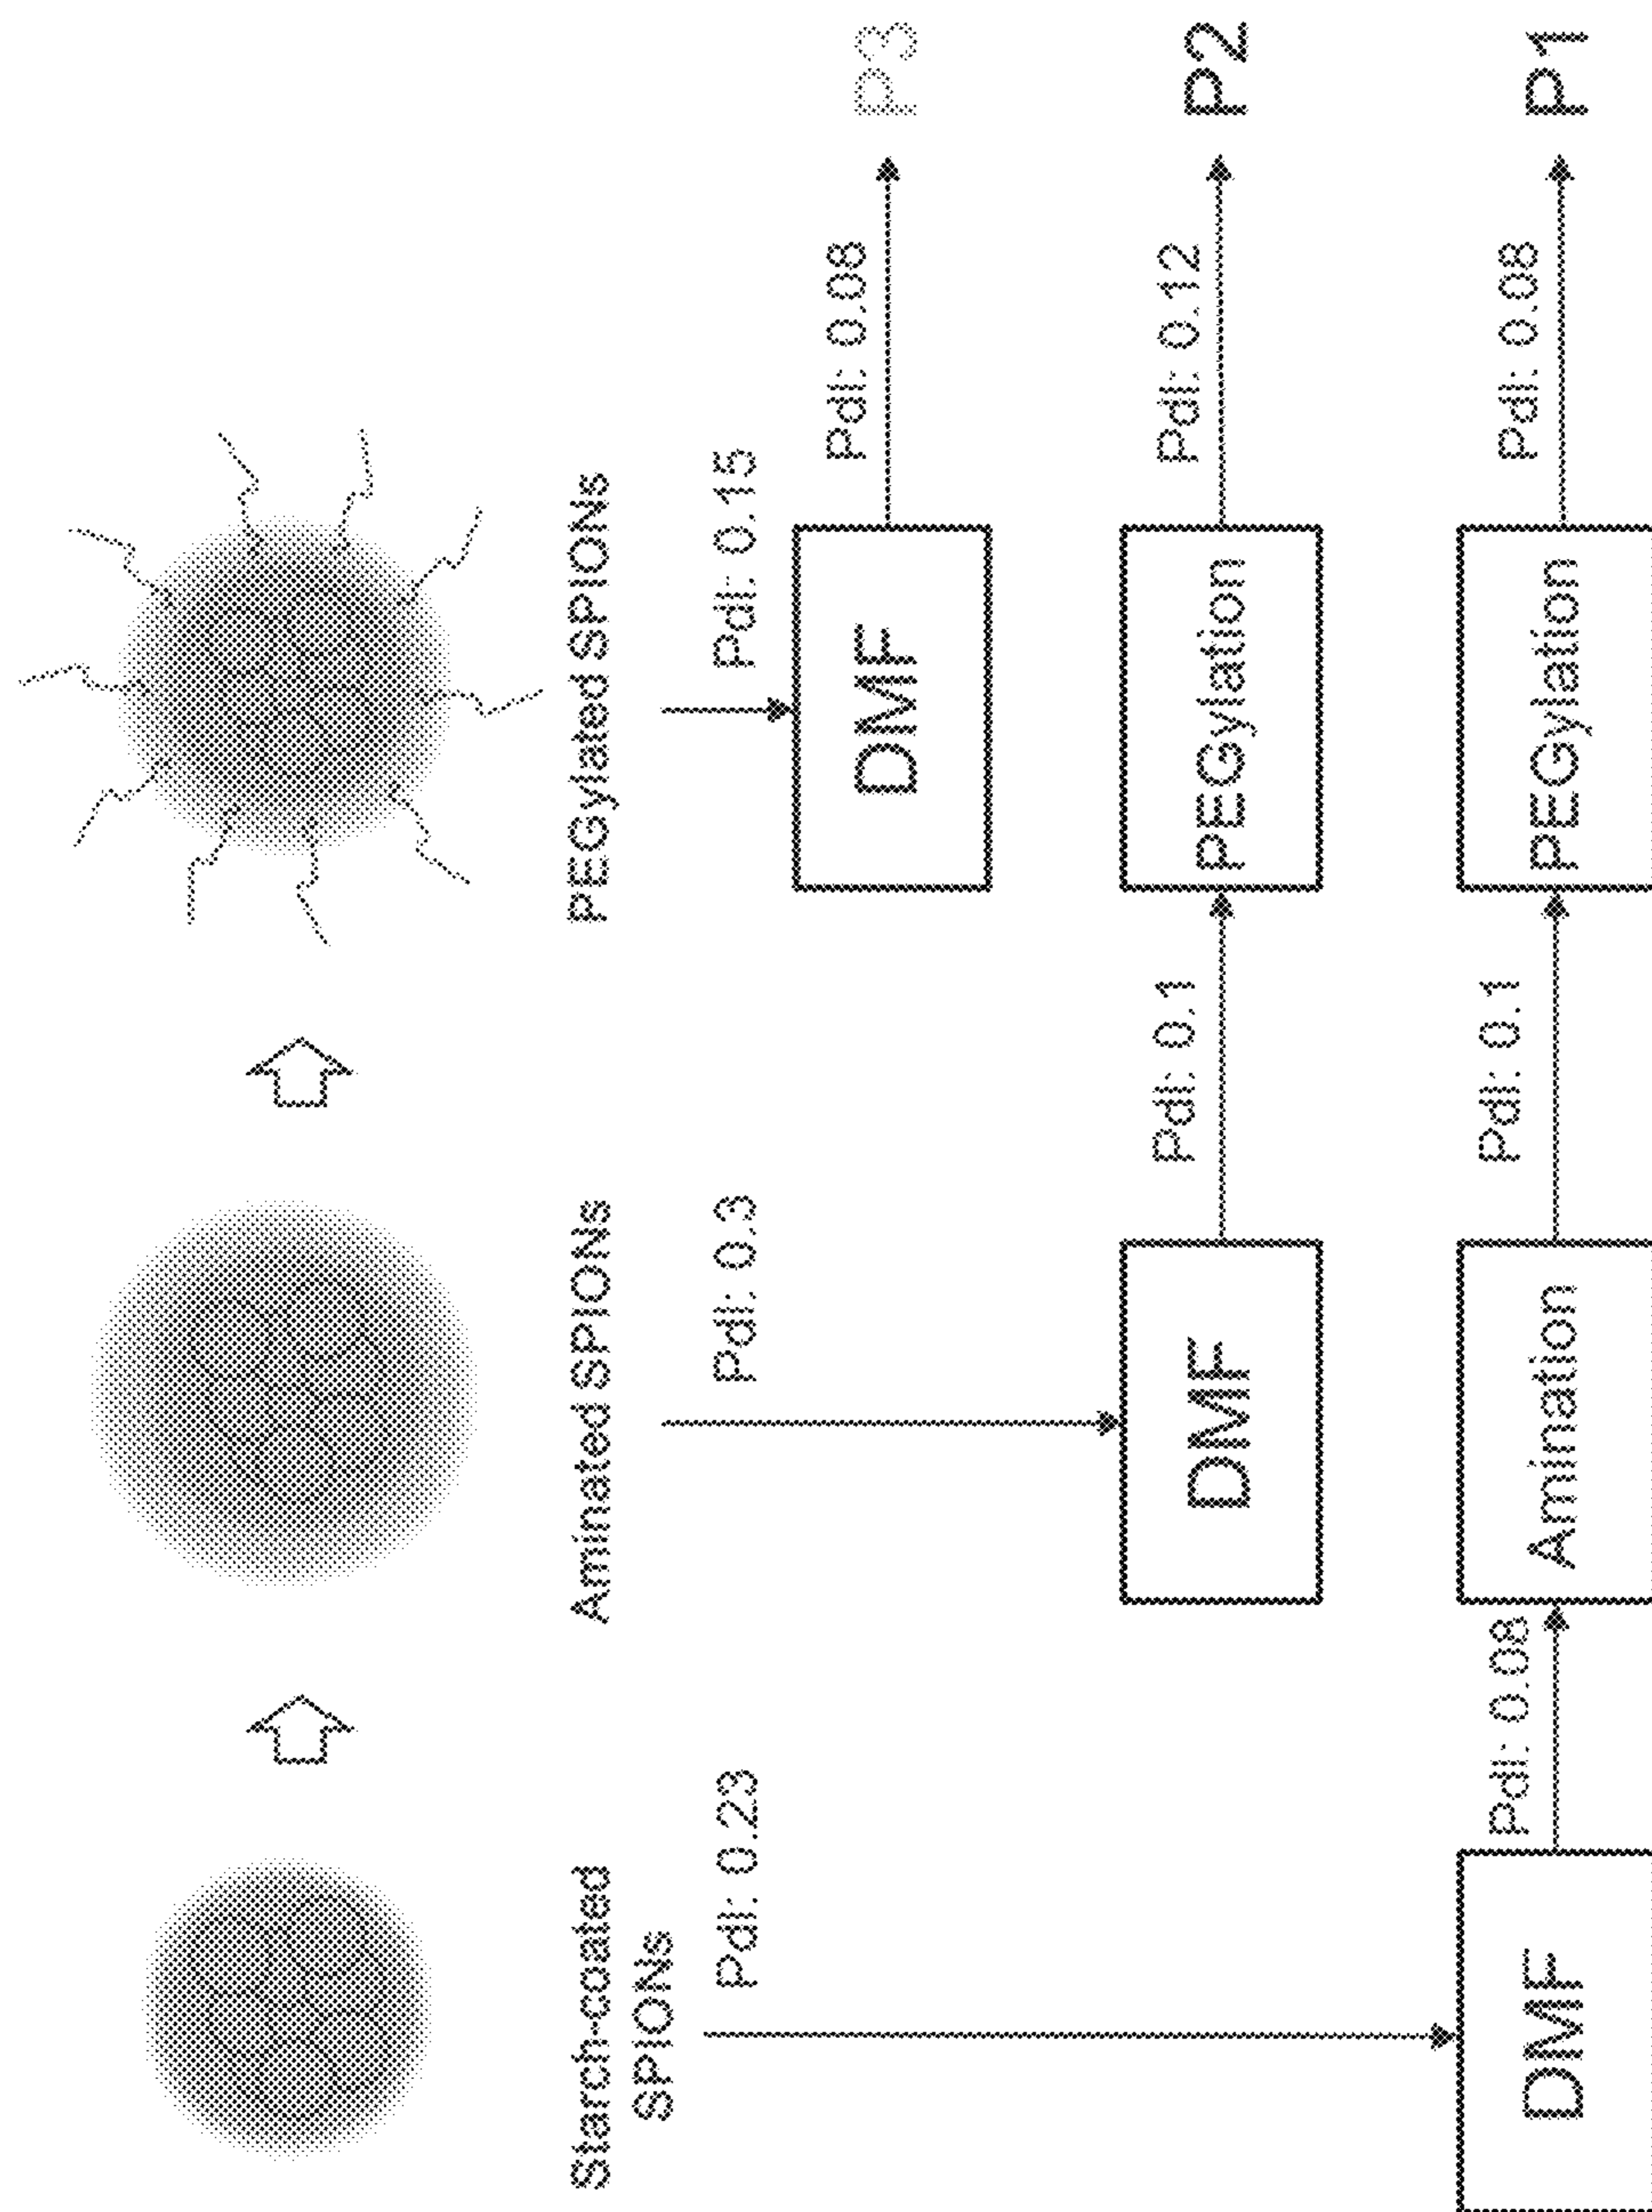 Starch-coated
SPIONs
Aminated SPIONs
PEGylated SPIONs
PdI: 0.23
PdI: 0.3
PdI: 0.15
DMF
PdI: 0.08
P3
DMF
PdI: 0.1
PEGylation
PdI: 0.12
P2
DMF
PdI: 0.08
Amination
PdI: 0.1
PEGylation
PdI: 0.08
P1